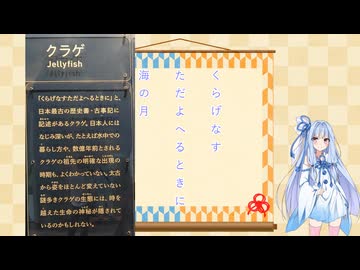 クラゲ
Jellyfish
「くらげなすただよへるときに」と、
日本最古の歴史書・古事記に
記述があるクラゲ。日本人には
なじみ深いが、たとえば水中での
暮らし方や、数億年前とされる
クラゲの祖先の明確な出現の
時期も、よくわかっていない。太古
から姿をほとんど変えていない
謎多きクラゲの生態には、時を
越えた生命の神秘が隠されて
いるのかもしれない。
くらげなす
ただよへるときに
海の月